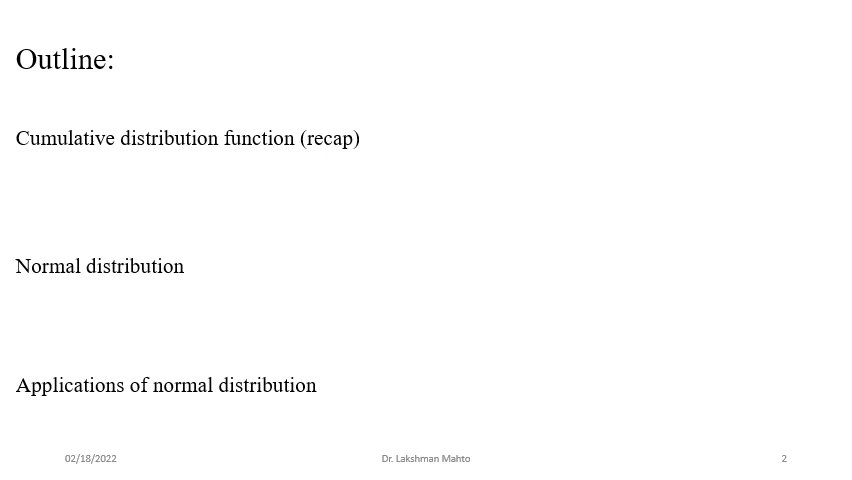 Outline:
Cumulative distribution function (recap)
Normal distribution
Applications of normal distribution
02/18/2022 Dr. Lakshman Mahto 2